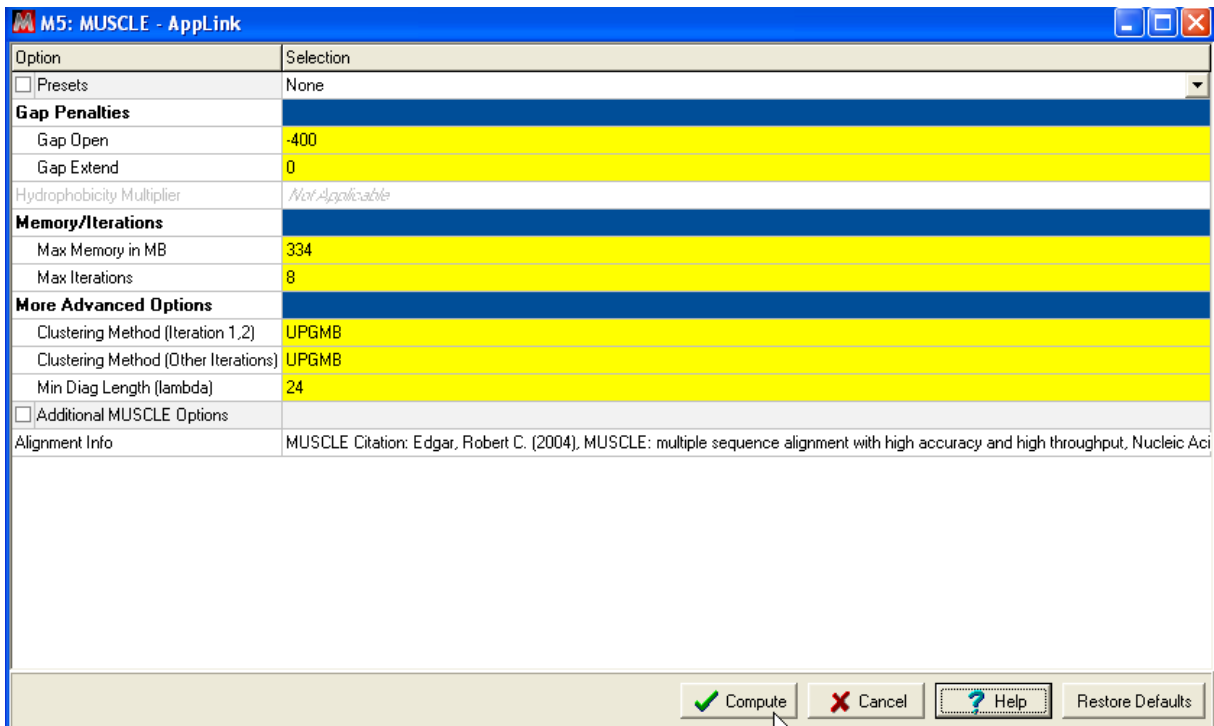 M5: MUSCLE - AppLink
Option Selection
Presets None
Gap Penalties
Gap Open -400
Gap Extend 0
Hydrophobicity Multiplier Not Applicable
Memory/Iterations
Max Memory in MB 334
Max Iterations 8
More Advanced Options
Clustering Method (Iteration 1,2) UPGMB
Clustering Method (Other Iterations) UPGMB
Min Diag Length (lambda) 24
Additional MUSCLE Options
Alignment Info MUSCLE Citation: Edgar, Robert C. (2004), MUSCLE: multiple sequence alignment with high accuracy and high throughput, Nucleic Aci
Compute Cancel ? Help Restore Defaults